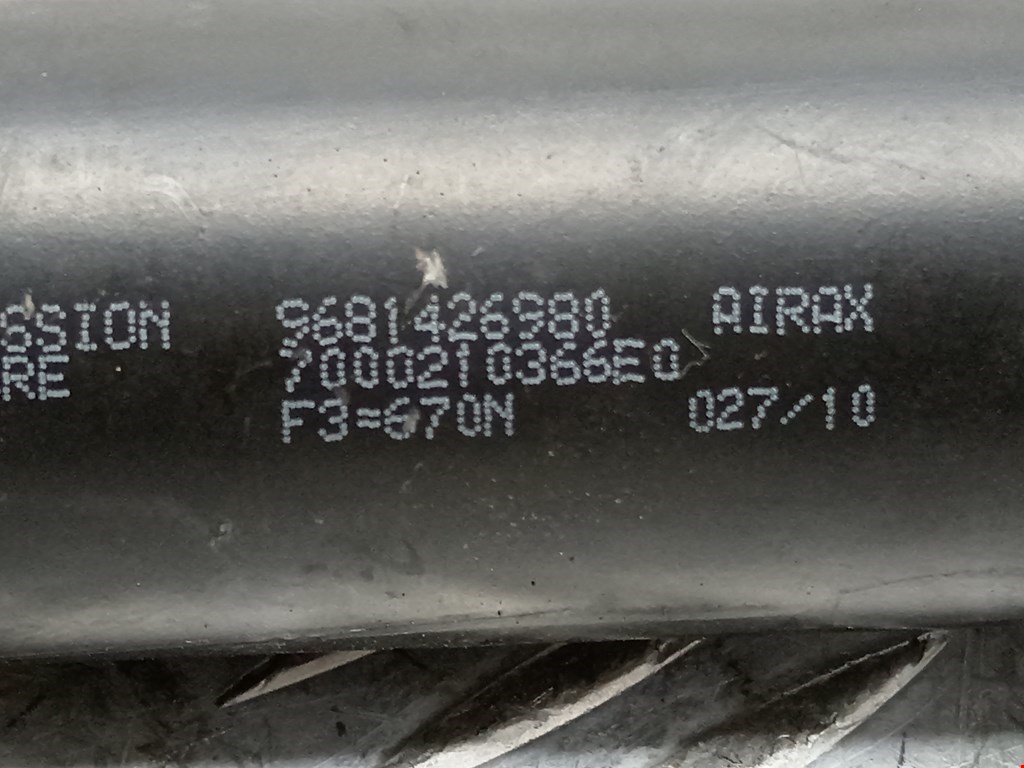 SSION 9681426980 AIRAX
RE 7000210366E0
F3=670N 027/10